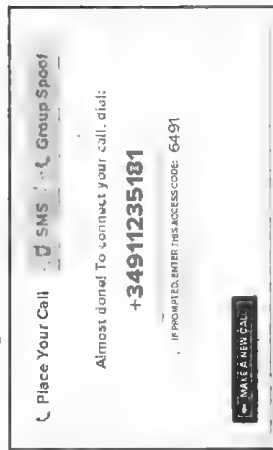 Place Your Call SMS Group Spoof
Almost done! To connect your call, dial:
+34911235181
IF PROMPTED, ENTER THIS ACCESS CODE: 6491
← MAKE A NEW CALL